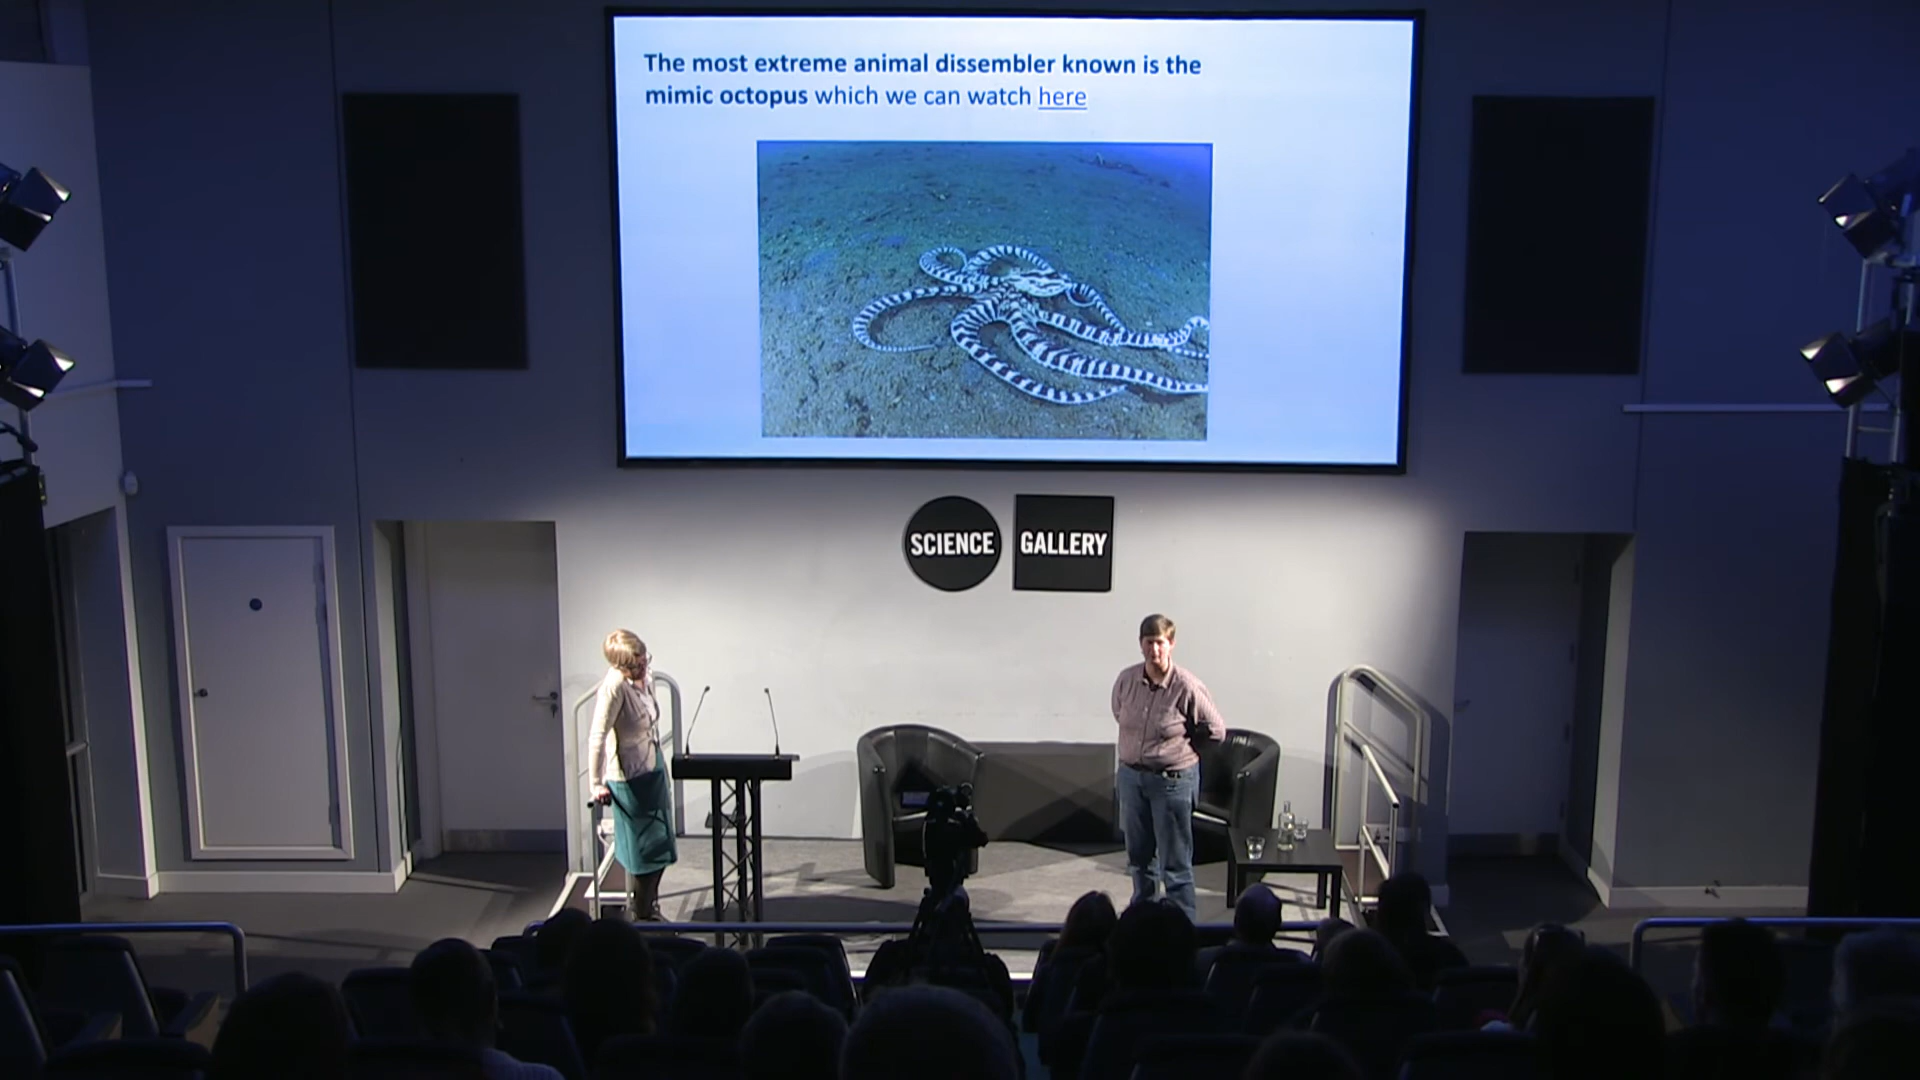 The most extreme animal dissembler known is the
mimic octopus which we can watch here
SCIENCE GALLERY